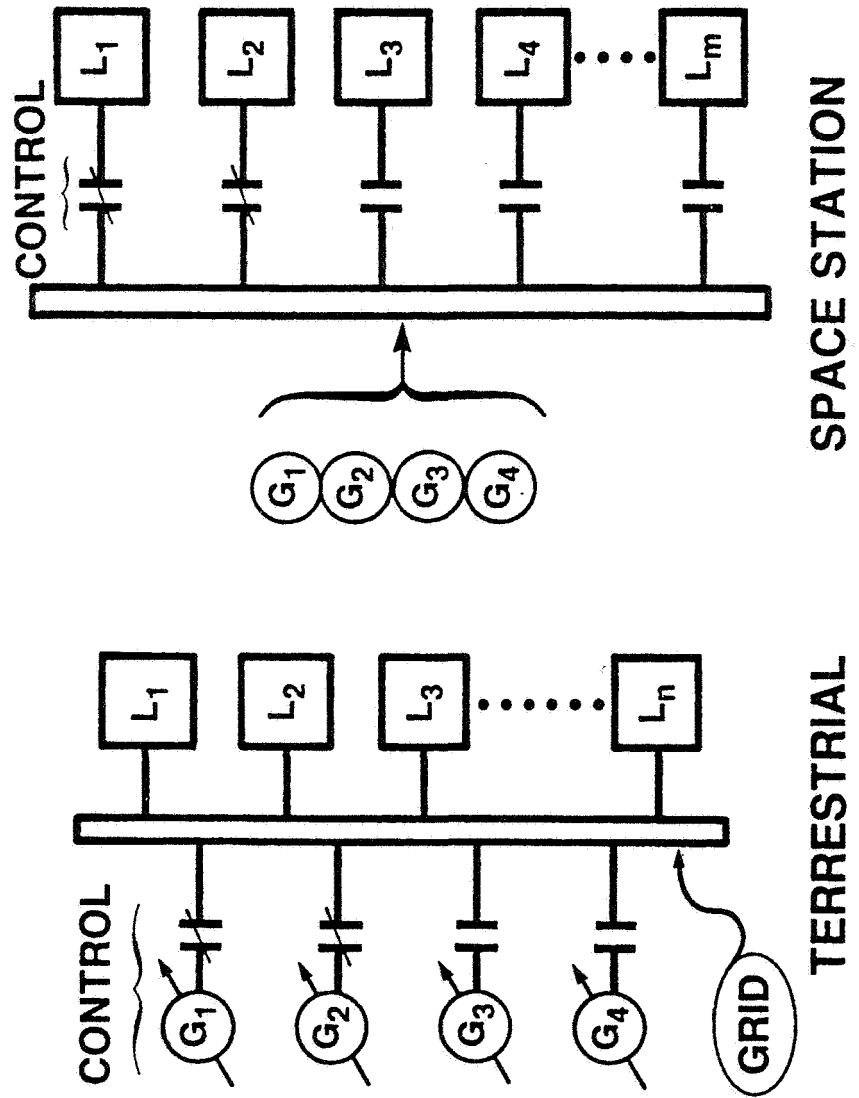 CONTROL
G1
G2
G3
G4
GRID
L1
L2
L3
Ln
TERRESTRIAL
G1
G2
G3
G4
CONTROL
L1
L2
L3
L4
Lm
SPACE STATION